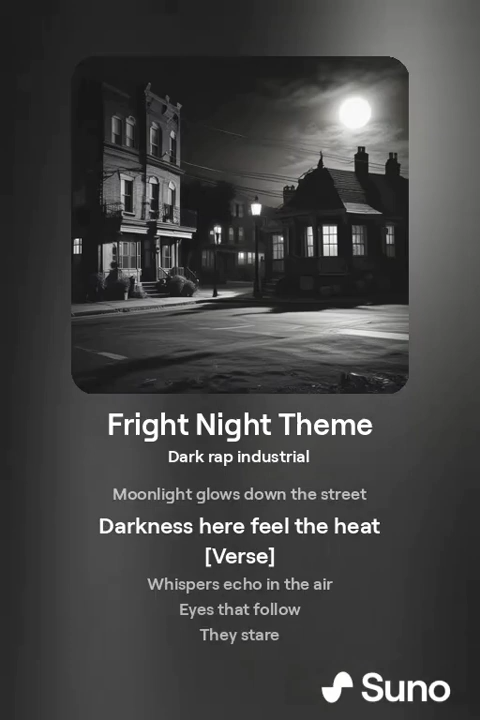 Fright Night Theme
Dark rap industrial
Moonlight glows down the street
Darkness here feel the heat
[Verse]
Whispers echo in the air
Eyes that follow
They stare
Suno